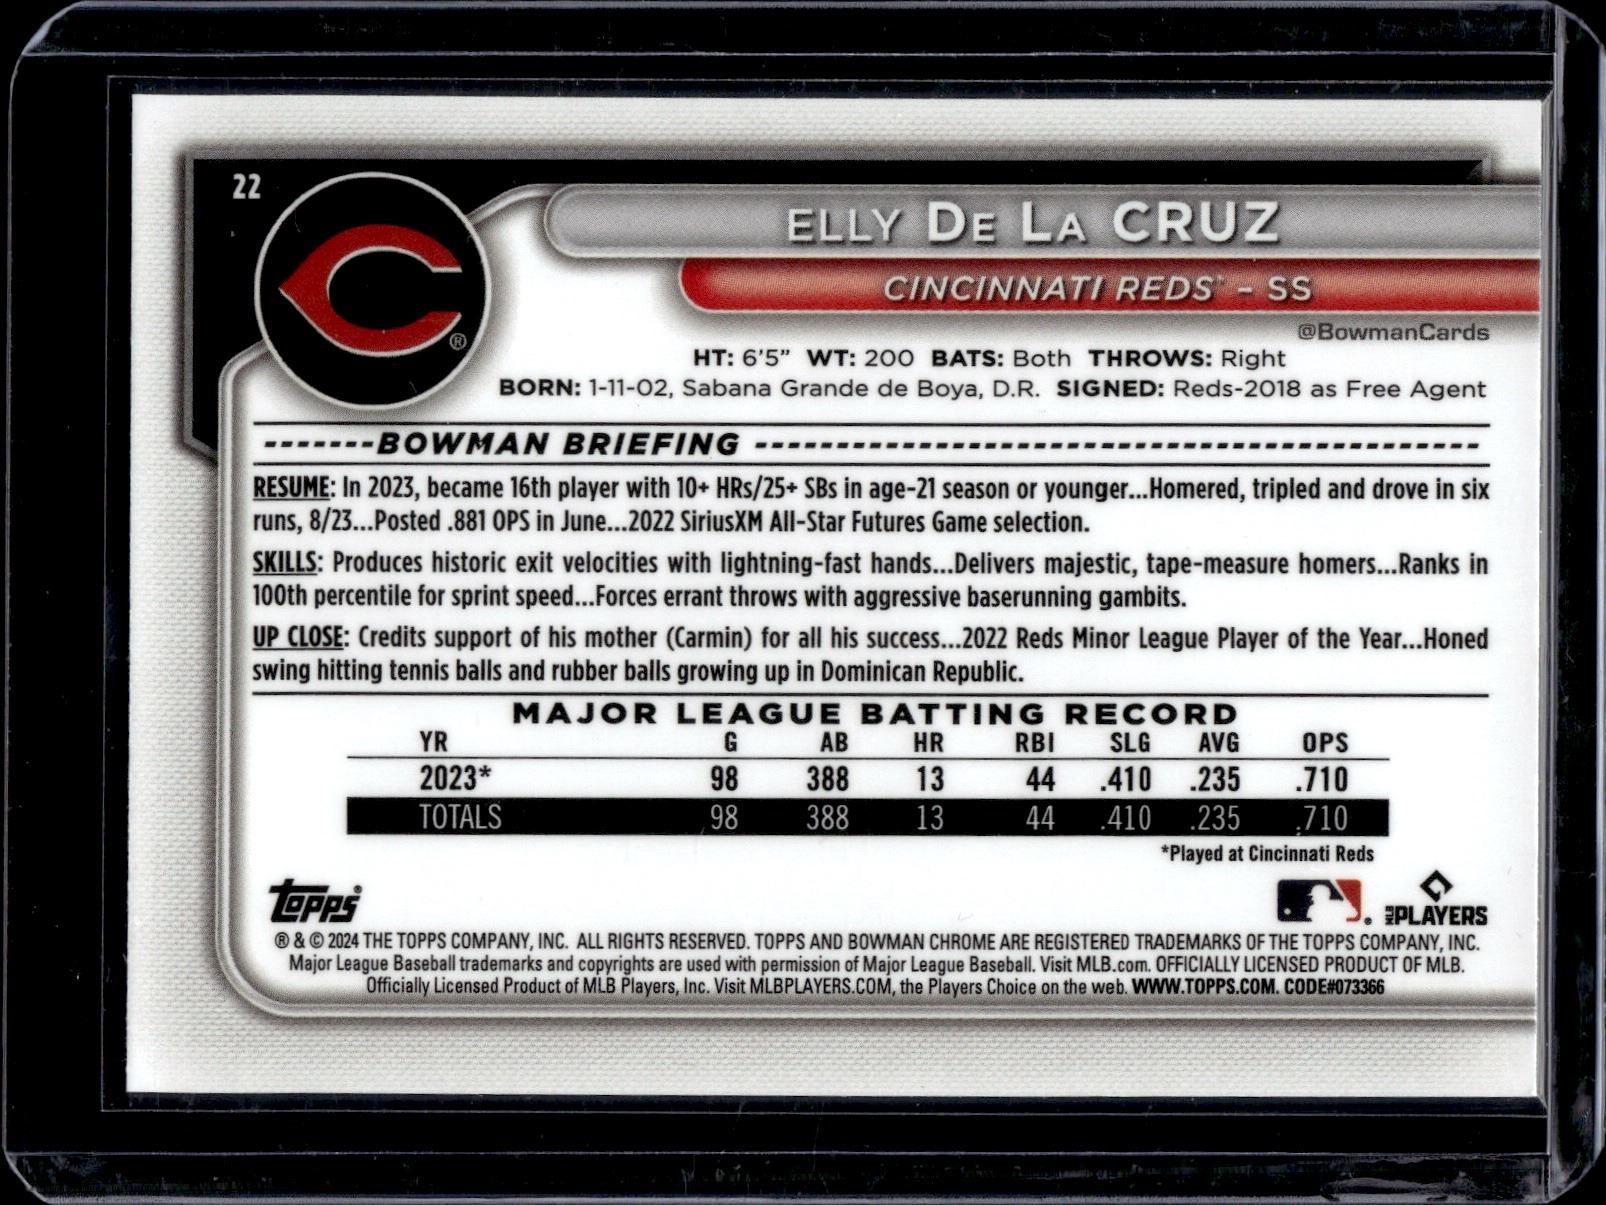 22
ELLY DE LA CRUZ
CINCINNATI REDS™ – SS
@BowmanCards
HT: 6'5" WT: 200 BATS: Both THROWS: Right
BORN: 1-11-02, Sabana Grande de Boya, D.R. SIGNED: Reds-2018 as Free Agent
-------BOWMAN BRIEFING ------------------------------------
RESUME: In 2023, became 16th player with 10+ HRs/25+ SBs in age-21 season or younger...Homered, tripled and drove in six
runs, 8/23...Posted .881 OPS in June...2022 SiriusXM All-Star Futures Game selection.
SKILLS: Produces historic exit velocities with lightning-fast hands...Delivers majestic, tape-measure homers...Ranks in
100th percentile for sprint speed...Forces errant throws with aggressive baserunning gambits.
UP CLOSE: Credits support of his mother (Carmin) for all his success...2022 Reds Minor League Player of the Year...Honed
swing hitting tennis balls and rubber balls growing up in Dominican Republic.
MAJOR LEAGUE BATTING RECORD
YR G AB HR RBI SLG AVG OPS
2023* 98 388 13 44 .410 .235 .710
TOTALS 98 388 13 44 .410 .235 .710
*Played at Cincinnati Reds
Topps®
MLB PLAYERS
® & © 2024 THE TOPPS COMPANY, INC. ALL RIGHTS RESERVED. TOPPS AND BOWMAN CHROME ARE REGISTERED TRADEMARKS OF THE TOPPS COMPANY, INC.
Major League Baseball trademarks and copyrights are used with permission of Major League Baseball. Visit MLB.com. OFFICIALLY LICENSED PRODUCT OF MLB.
Officially Licensed Product of MLB Players, Inc. Visit MLBPLAYERS.COM, the Players Choice on the web. WWW.TOPPS.COM. CODE#073366